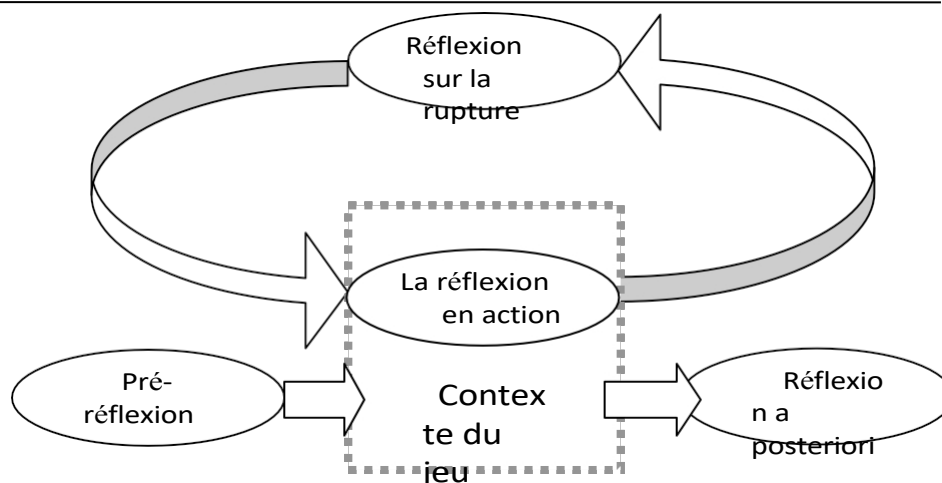 Réflexion
sur la
rupture
La réflexion
en action
Pré-
réflexion
Contex
te du
jeu
Réflexio
n a
posteriori